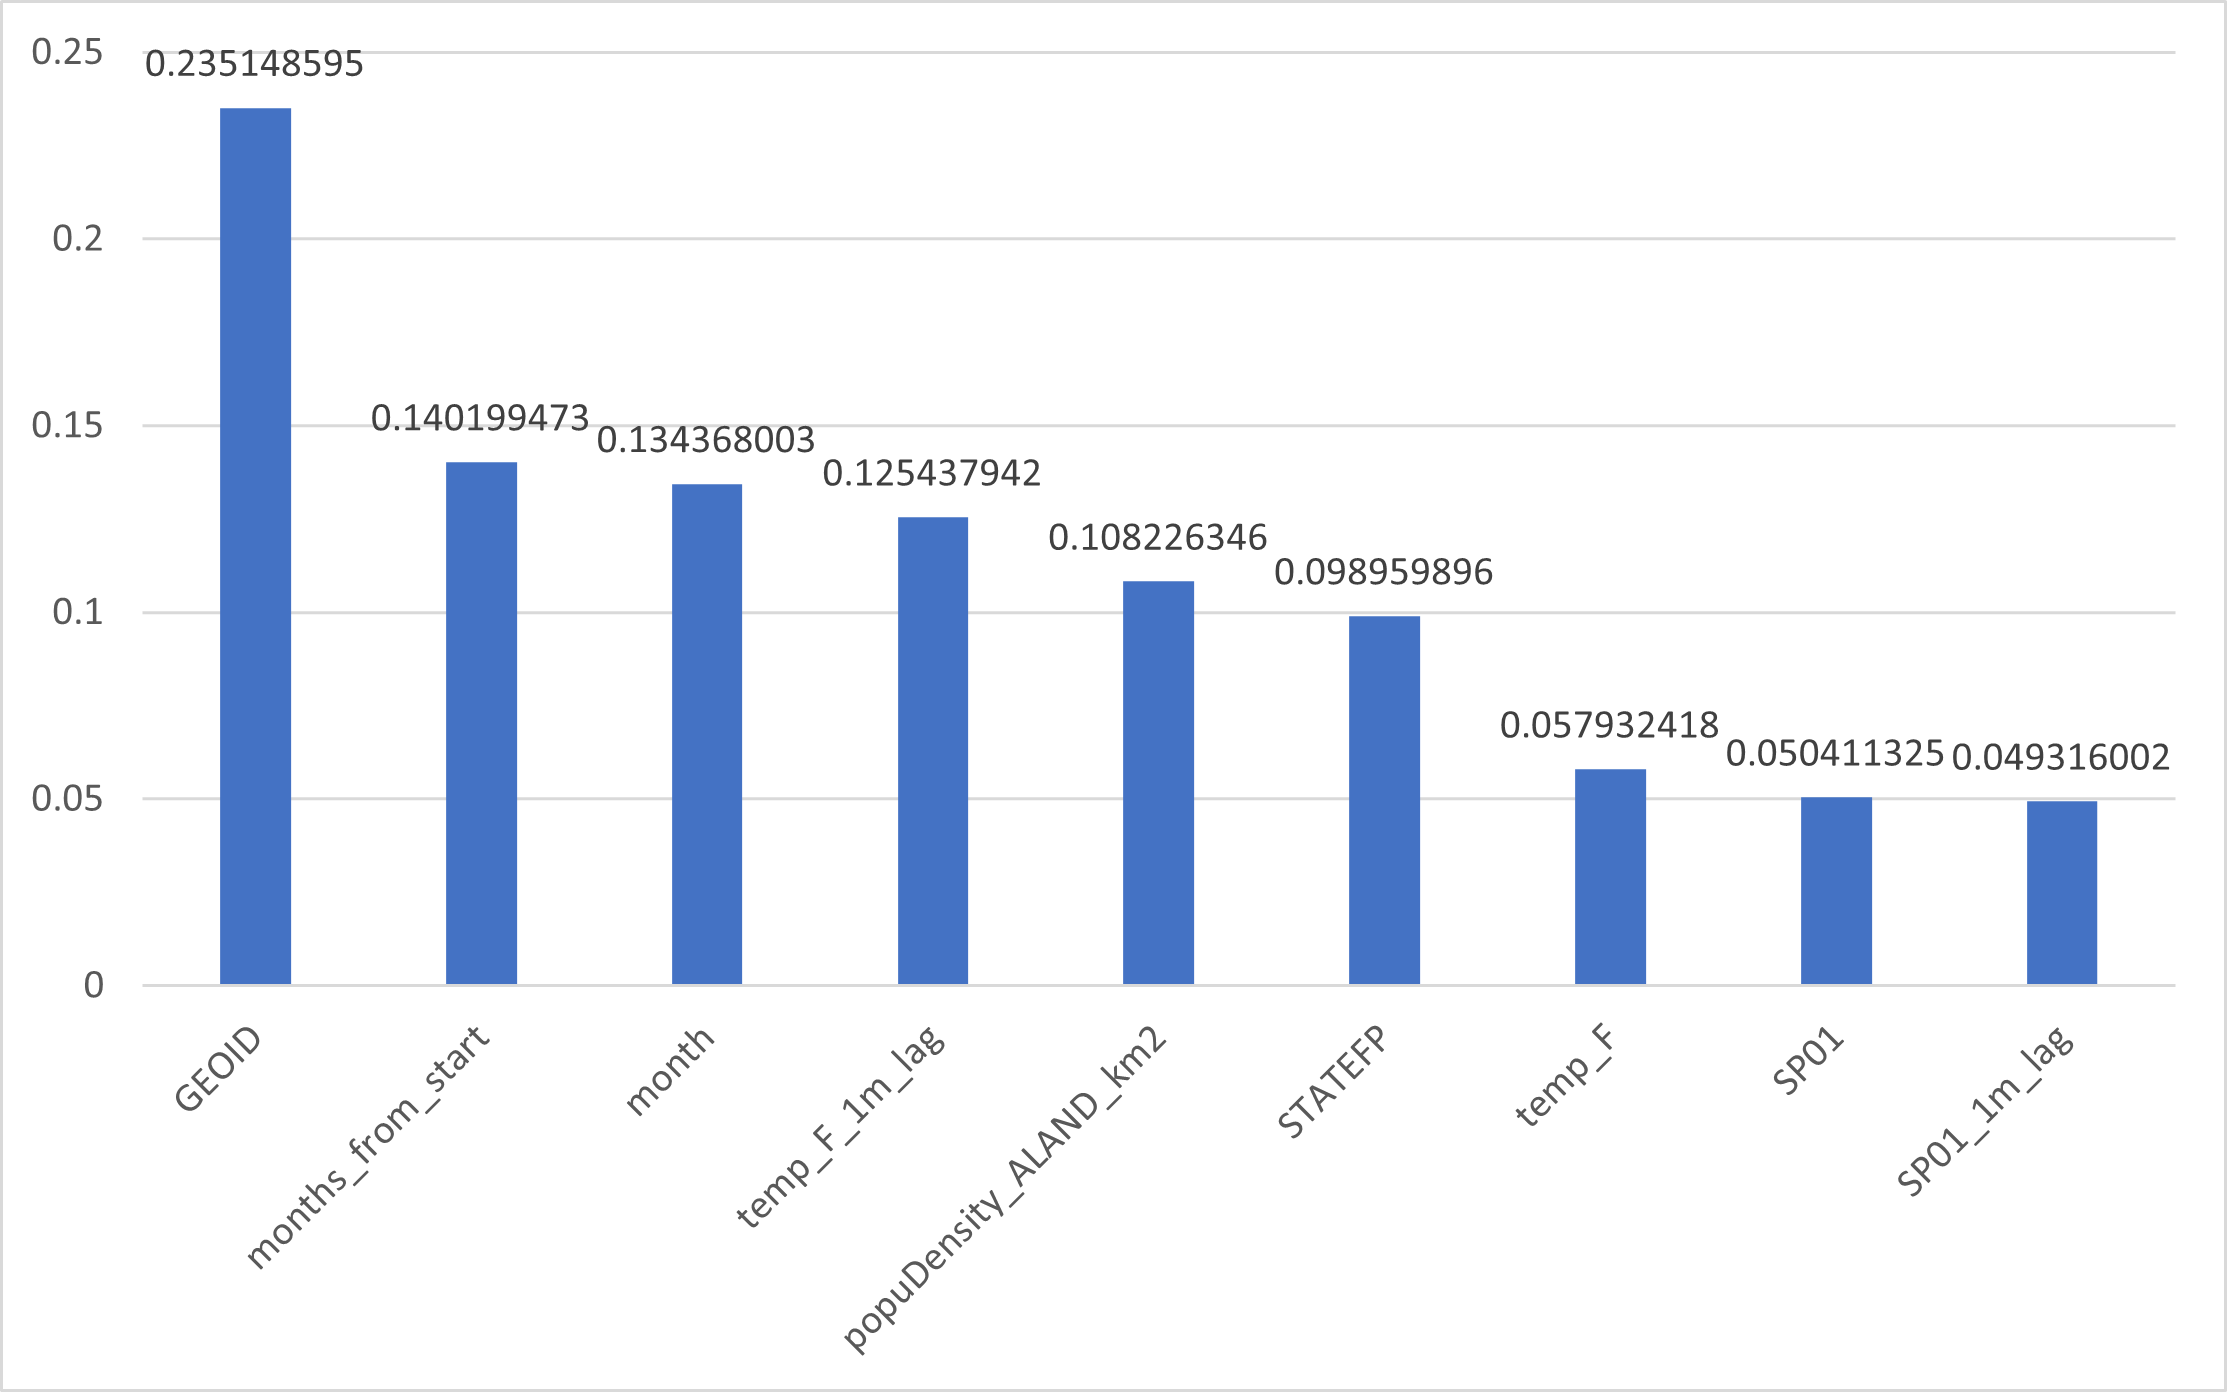 0.25
0.2
0.15
0.1
0.05
0
0.235148595
0.140199473
0.134368003
0.125437942
0.108226346
0.098959896
0.057932418
0.050411325
0.049316002
GEOID
months_from_start
month
temp_F_1m_lag
popuDensity_ALAND_km2
STATEFP
temp_F
SP01
SP01_1m_lag